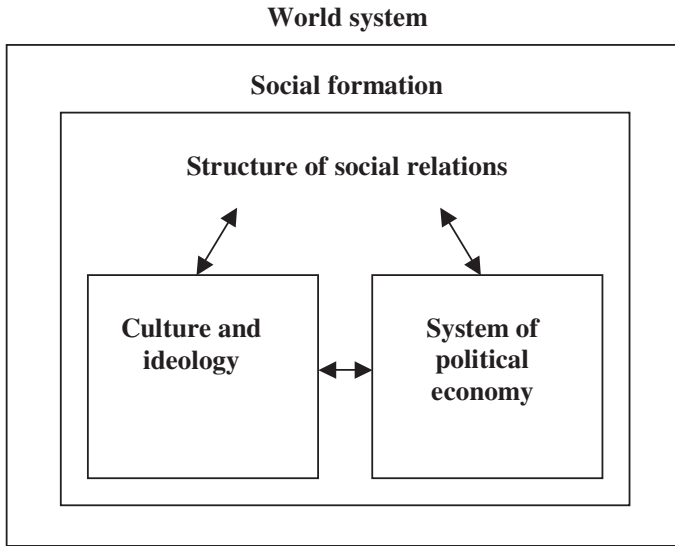 World system
Social formation
Structure of social relations
Culture and
ideology
System of
political
economy